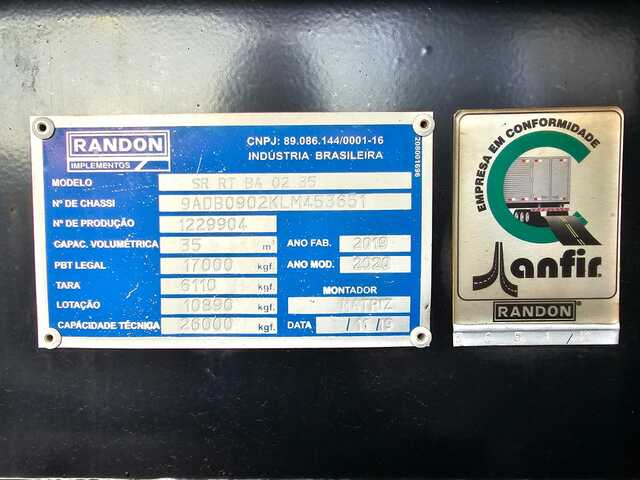 RANDON
IMPLEMENTOS
CNPJ: 89.086.144/0001-16
INDÚSTRIA BRASILEIRA
208001696
MODELO SR RT BA 02 35
Nº DE CHASSI 9ADB0902KLM453651
Nº DE PRODUÇÃO 1229904
CAPAC. VOLUMÉTRICA 35 m³ ANO FAB. 2019
PBT LEGAL 17000 kgf. ANO MOD. 2020
TARA 6110 kgf. MONTADOR
LOTAÇÃO 10890 kgf. MATRIZ
CAPACIDADE TÉCNICA 26000 kgf. DATA /11/19
EMPRESA EM CONFORMIDADE
anfir
RANDON